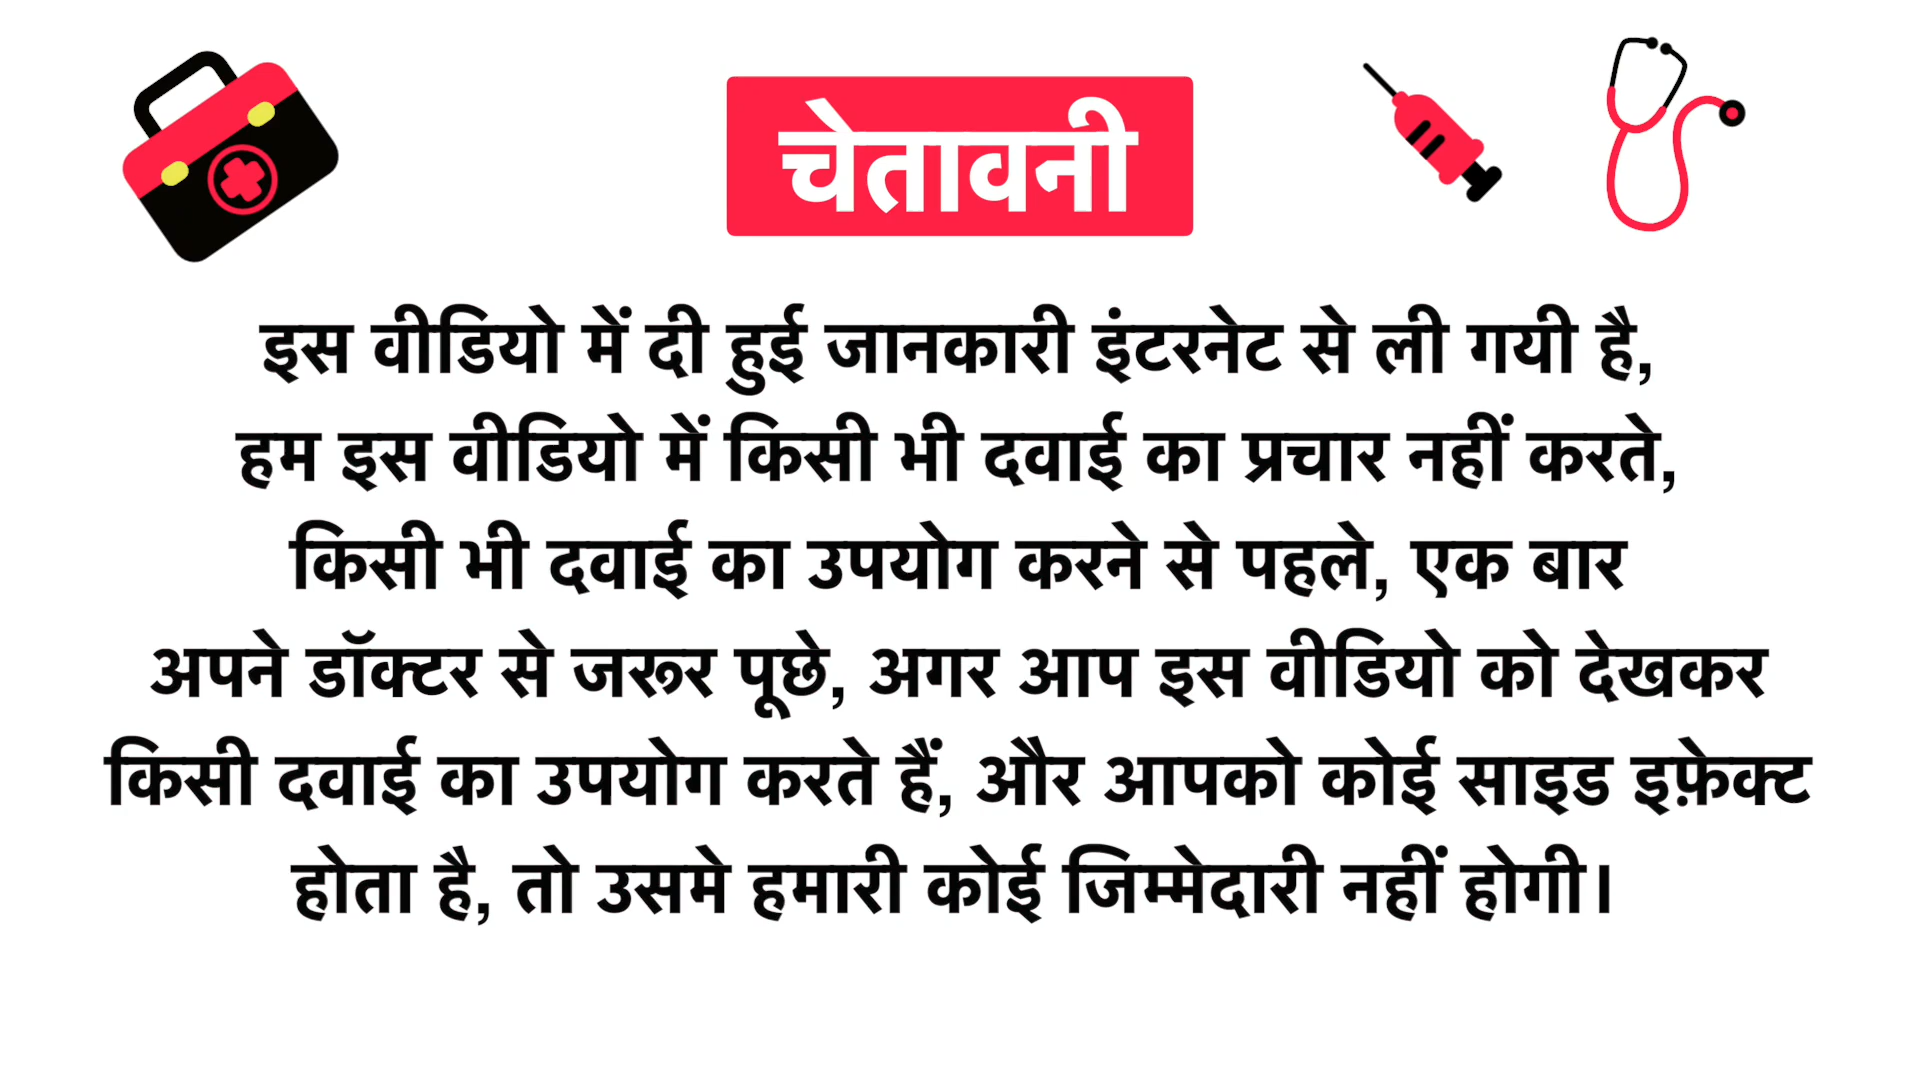 चेतावनी
इस वीडियो में दी हुई जानकारी इंटरनेट से ली गयी है,
हम इस वीडियो में किसी भी दवाई का प्रचार नहीं करते,
किसी भी दवाई का उपयोग करने से पहले, एक बार
अपने डॉक्टर से जरूर पूछे, अगर आप इस वीडियो को देखकर
किसी दवाई का उपयोग करते हैं, और आपको कोई साइड इफ़ेक्ट
होता है, तो उसमे हमारी कोई जिम्मेदारी नहीं होगी।